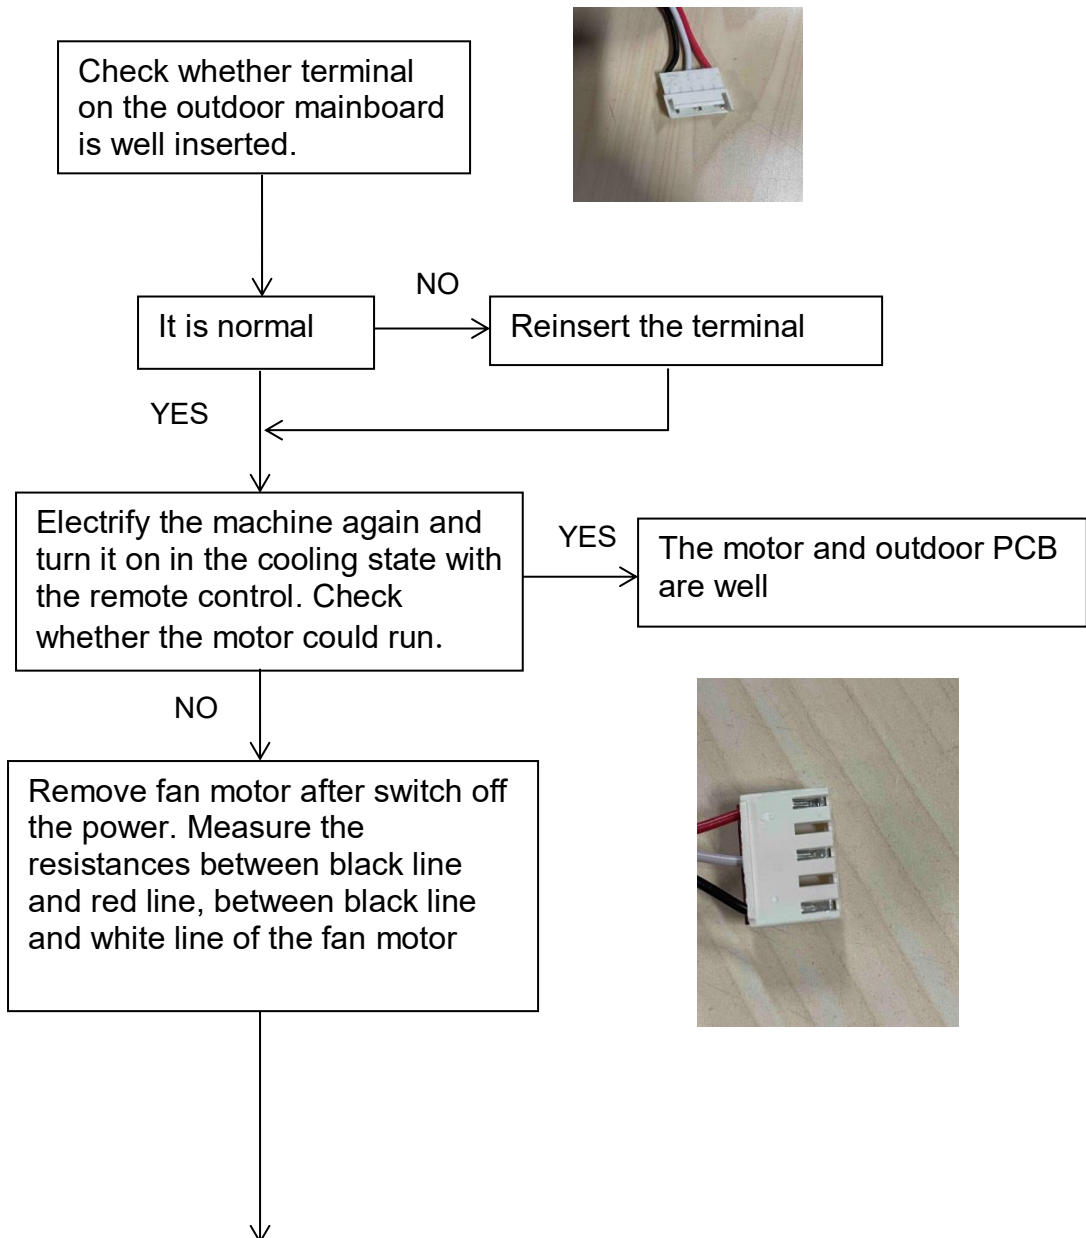 Check whether terminal
on the outdoor mainboard
is well inserted.
NO
It is normal
Reinsert the terminal
YES
Electrify the machine again and
turn it on in the cooling state with
the remote control. Check
whether the motor could run.
YES
The motor and outdoor PCB
are well
NO
Remove fan motor after switch off
the power. Measure the
resistances between black line
and red line, between black line
and white line of the fan motor